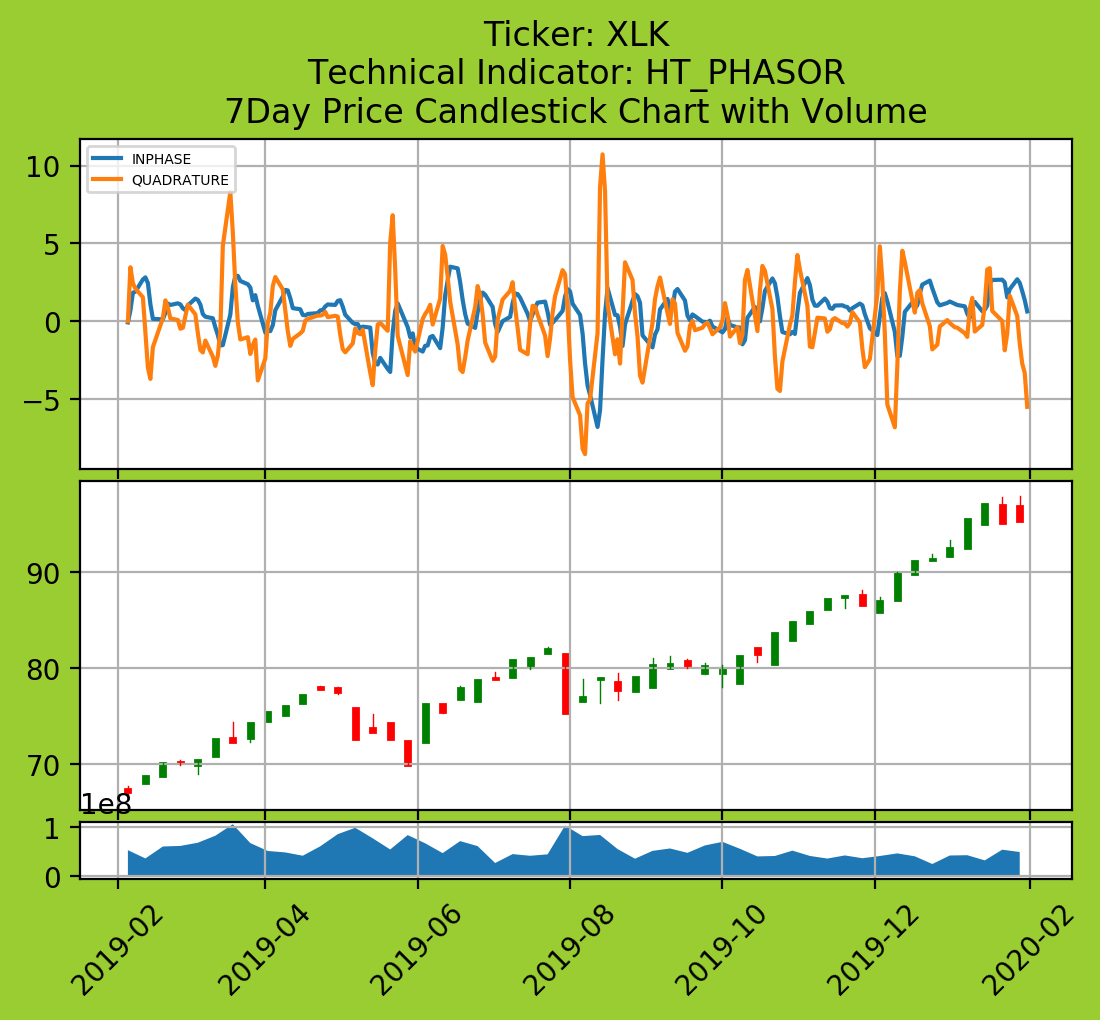 Ticker: XLK
Technical Indicator: HT_PHASOR
7Day Price Candlestick Chart with Volume
INPHASE
QUADRATURE
10
5
0
−5
90
80
70
1e8
1
0
2019-02
2019-04
2019-06
2019-08
2019-10
2019-12
2020-02